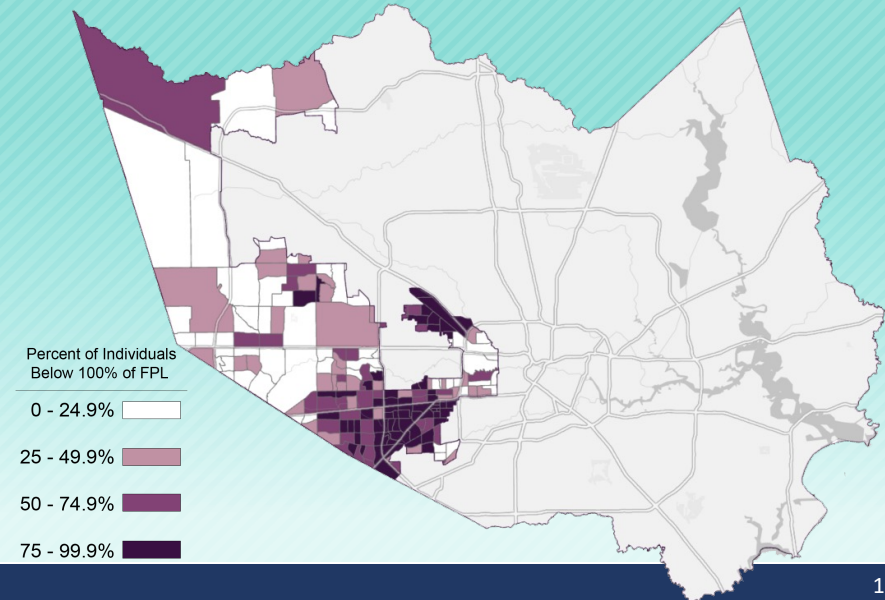 Percent of Individuals
Below 100% of FPL
0 - 24.9%
25 - 49.9%
50 - 74.9%
75 - 99.9%
1